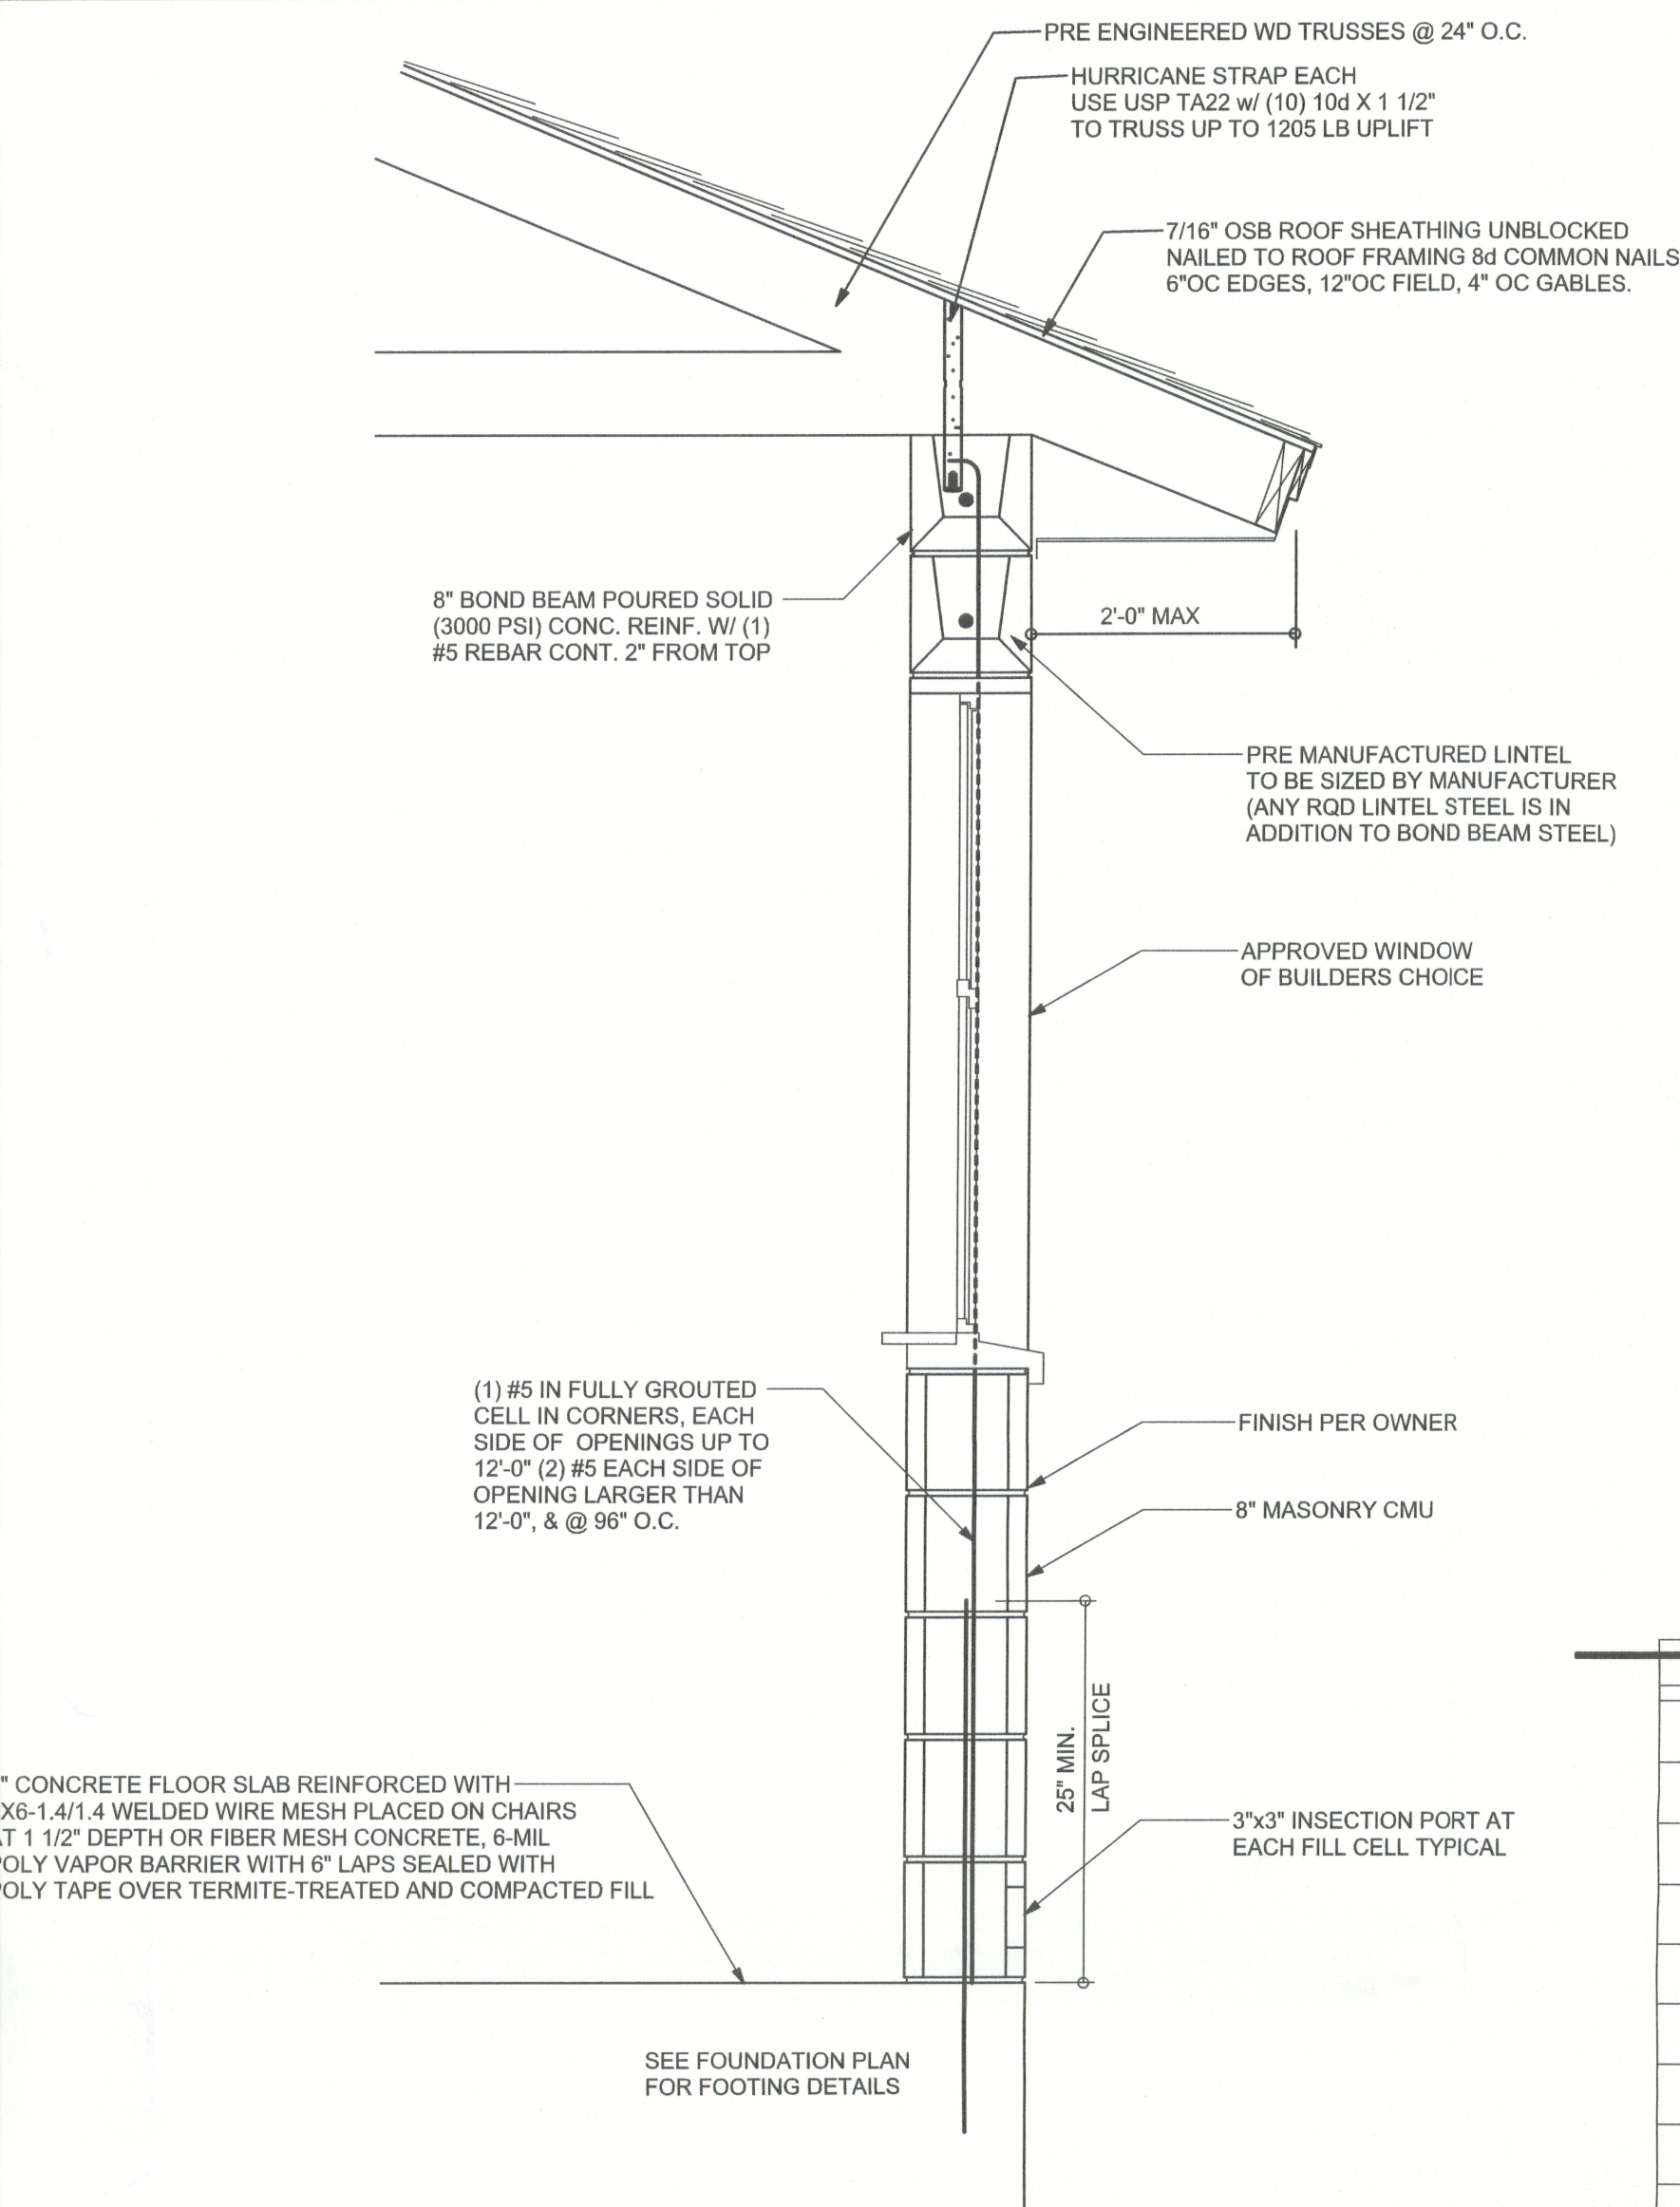 PRE ENGINEERED WD TRUSSES @ 24" O.C.
HURRICANE STRAP EACH
USE USP TA22 w/ (10) 10d X 1 1/2"
TO TRUSS UP TO 1205 LB UPLIFT
7/16" OSB ROOF SHEATHING UNBLOCKED
NAILED TO ROOF FRAMING 8d COMMON NAILS
6"OC EDGES, 12"OC FIELD, 4" OC GABLES.
8" BOND BEAM POURED SOLID
(3000 PSI) CONC. REINF. W/ (1)
#5 REBAR CONT. 2" FROM TOP
2'-0" MAX
PRE MANUFACTURED LINTEL
TO BE SIZED BY MANUFACTURER
(ANY RQD LINTEL STEEL IS IN
ADDITION TO BOND BEAM STEEL)
APPROVED WINDOW
OF BUILDERS CHOICE
(1) #5 IN FULLY GROUTED
CELL IN CORNERS, EACH
SIDE OF OPENINGS UP TO
12'-0" (2) #5 EACH SIDE OF
OPENING LARGER THAN
12'-0", & @ 96" O.C.
FINISH PER OWNER
8" MASONRY CMU
25" MIN.
LAP SPLICE
" CONCRETE FLOOR SLAB REINFORCED WITH
X6-1.4/1.4 WELDED WIRE MESH PLACED ON CHAIRS
T 1 1/2" DEPTH OR FIBER MESH CONCRETE, 6-MIL
OLY VAPOR BARRIER WITH 6" LAPS SEALED WITH
OLY TAPE OVER TERMITE-TREATED AND COMPACTED FILL
3"x3" INSECTION PORT AT
EACH FILL CELL TYPICAL
SEE FOUNDATION PLAN
FOR FOOTING DETAILS